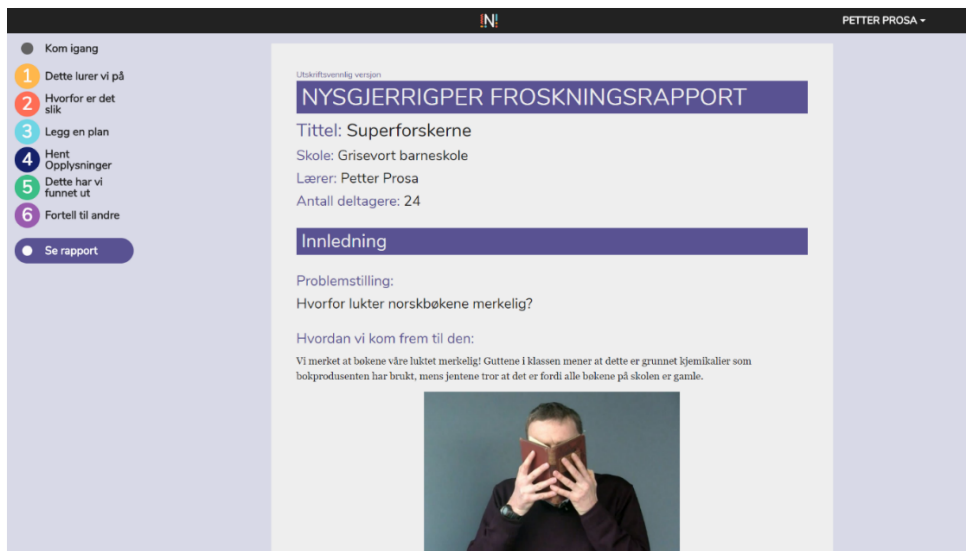 !N!
PETTER PROSA
Kom igang
1 Dette lurer vi på
2 Hvorfor er det
slik
3 Legg en plan
4 Hent
Opplysninger
5 Dette har vi
funnet ut
6 Fortell til andre
Se rapport
Utskriftsvennlig versjon
NYSGJERRIGPER FROSKNINGSRAPPORT
Tittel: Superforskerne
Skole: Grisevort barneskole
Lærer: Petter Prosa
Antall deltagere: 24
Innledning
Problemstilling:
Hvorfor lukter norskbøkene merkelig?
Hvordan vi kom frem til den:
Vi merket at bøkene våre luktet merkelig! Guttene i klassen mener at dette er grunnet kjemikalier som
bokprodusenten har brukt, mens jentene tror at det er fordi alle bøkene på skolen er gamle.